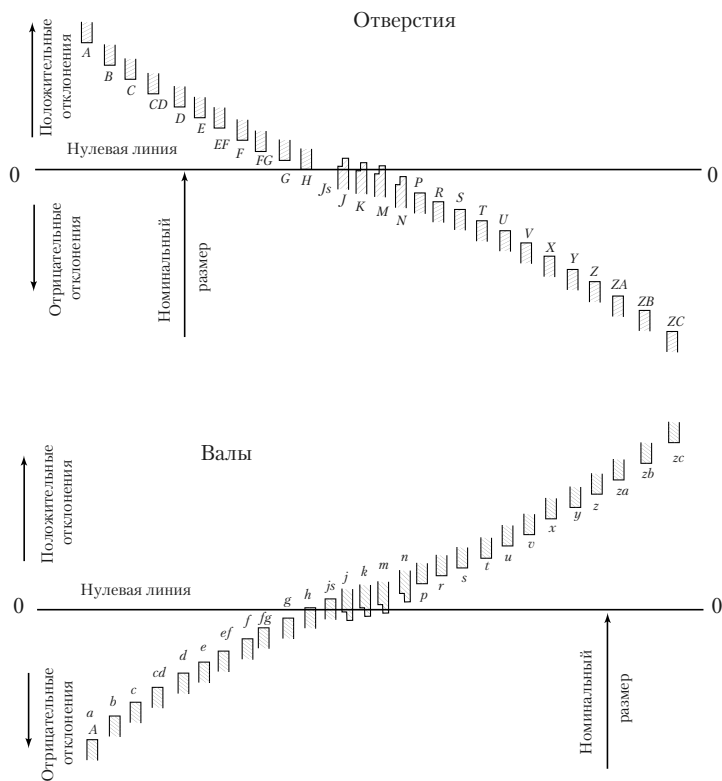 Отверстия
Положительные
отклонения
A
B
C
CD
D
E
EF
F
FG
G
H
Нулевая линия
0
0
Js
J
K
M
N
P
R
S
T
U
V
X
Y
Z
ZA
ZB
ZC
Отрицательные
отклонения
Номинальный
размер
Валы
Положительные
отклонения
Нулевая линия
0
0
a
A
b
c
cd
d
e
ef
f
fg
g
h
js
j
k
m
n
p
r
s
t
u
v
x
y
z
za
zb
zc
Отрицательные
отклонения
Номинальный
размер